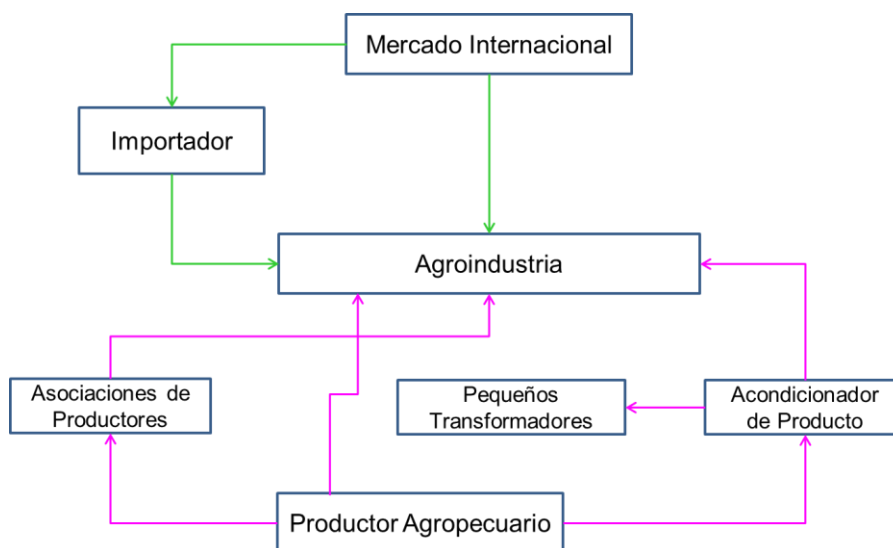 Mercado Internacional
Importador
Agroindustria
Asociaciones de
Productores
Pequeños
Transformadores
Acondicionador
de Producto
Productor Agropecuario